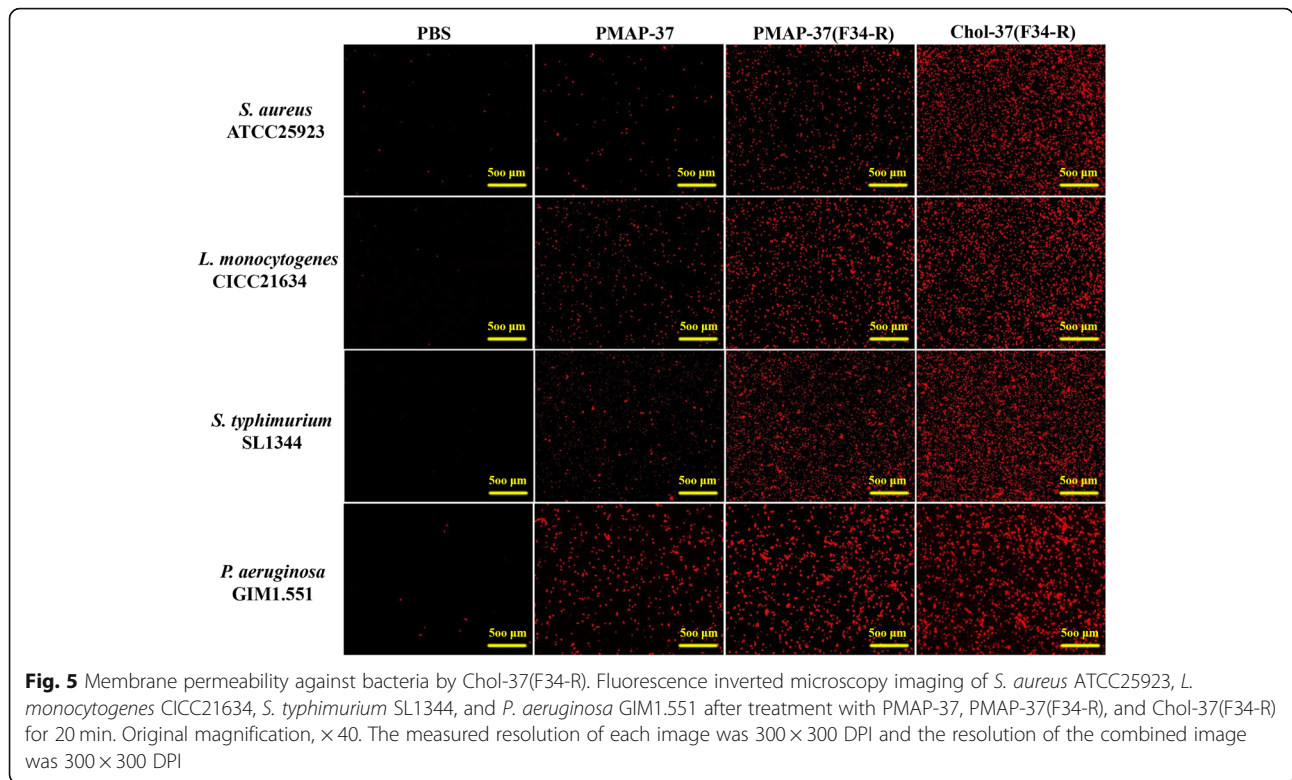 PBS PMAP-37 PMAP-37(F34-R) Chol-37(F34-R)
S. aureus
ATCC25923
500 μm 500 μm 500 μm 500 μm
L. monocytogenes
CICC21634
500 μm 500 μm 500 μm 500 μm
S. typhimurium
SL1344
500 μm 500 μm 500 μm 500 μm
P. aeruginosa
GIM1.551
500 μm 500 μm 500 μm 500 μm
Fig. 5 Membrane permeability against bacteria by Chol-37(F34-R). Fluorescence inverted microscopy imaging of S. aureus ATCC25923, L.
monocytogenes CICC21634, S. typhimurium SL1344, and P. aeruginosa GIM1.551 after treatment with PMAP-37, PMAP-37(F34-R), and Chol-37(F34-R)
for 20 min. Original magnification, × 40. The measured resolution of each image was 300 × 300 DPI and the resolution of the combined image
was 300 × 300 DPI